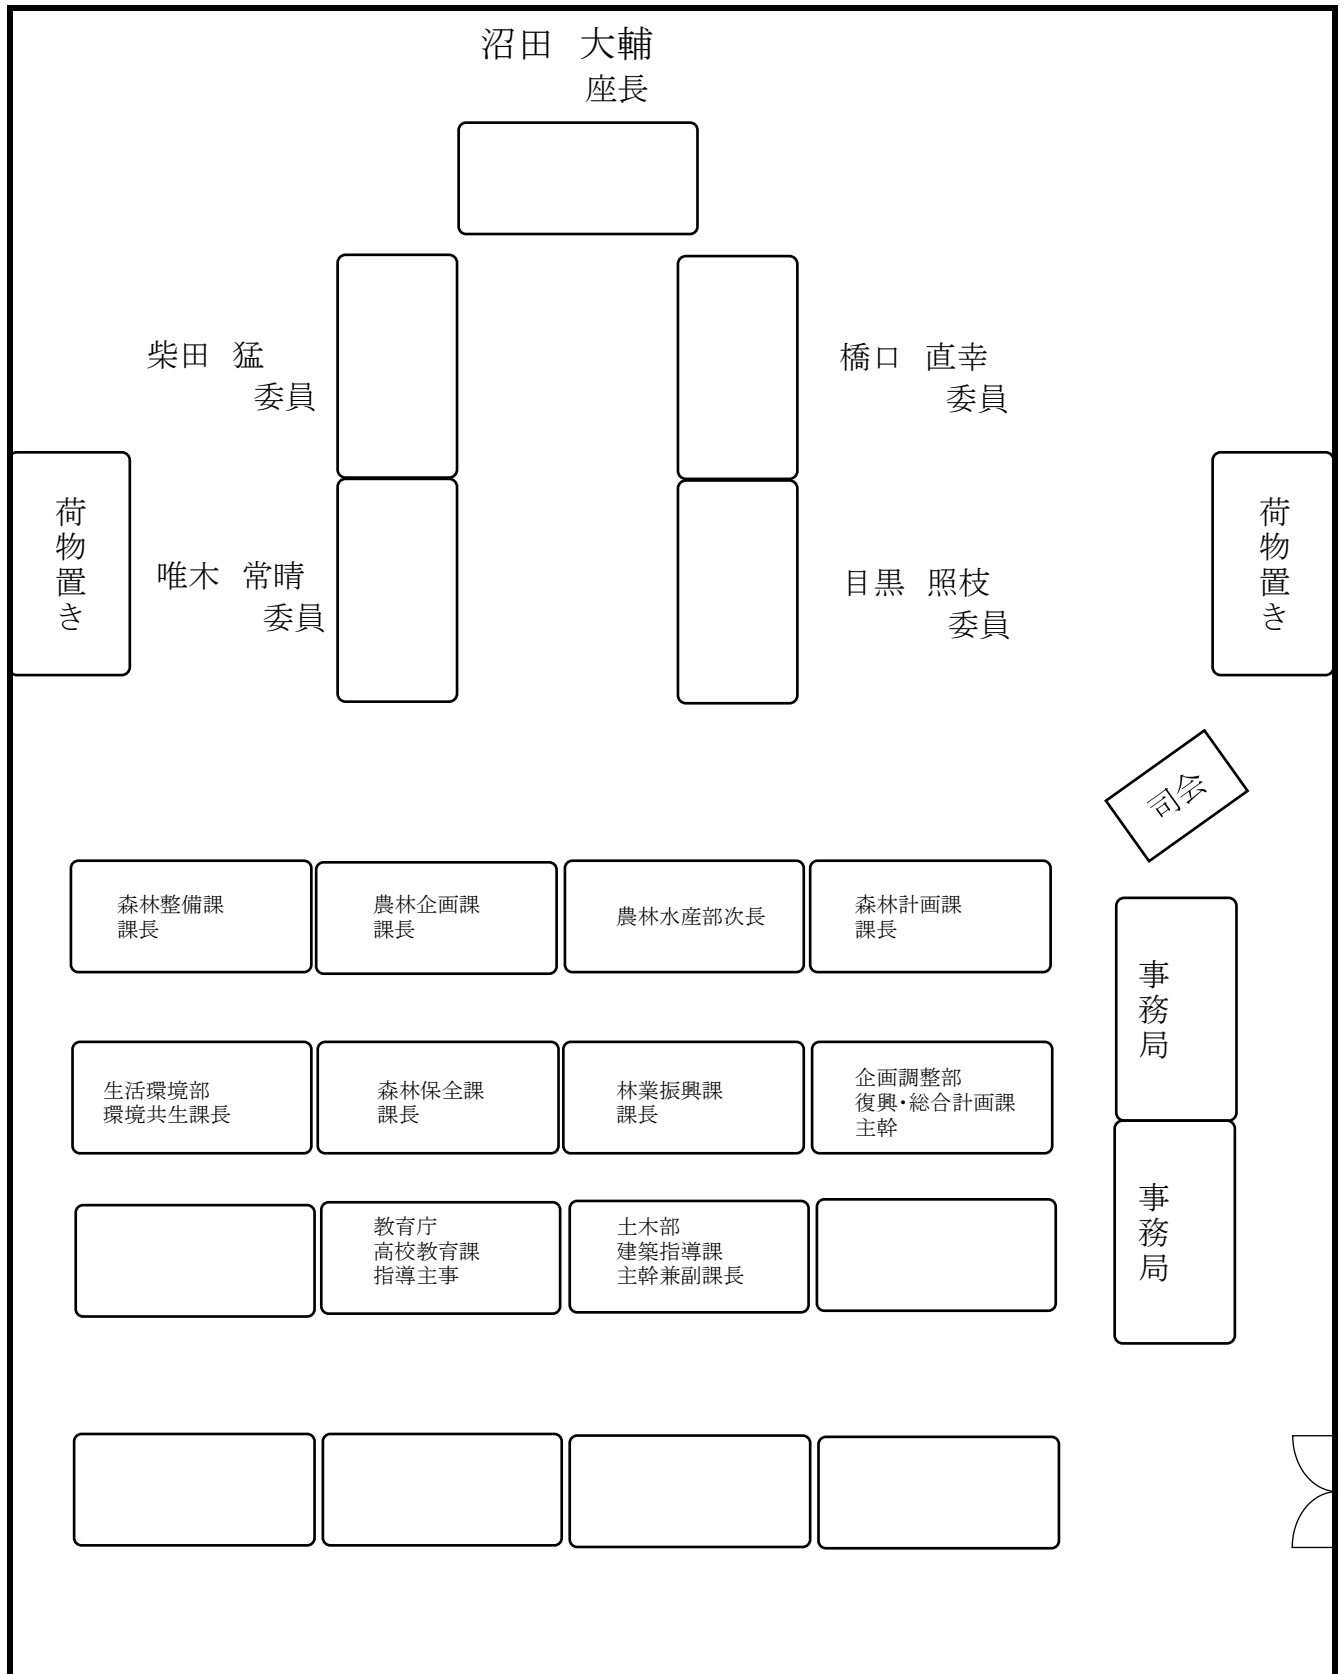 沼田 大輔
座長
柴田 猛
委員
橋口 直幸
委員
荷物置き
唯木 常晴
委員
目黒 照枝
委員
荷物置き
司会
森林整備課
課長
農林企画課
課長
農林水産部次長
森林計画課
課長
事務局
生活環境部
環境共生課長
森林保全課
課長
林業振興課
課長
企画調整部
復興・総合計画課
主幹
教育庁
高校教育課
指導主事
土木部
建築指導課
主幹兼副課長
事務局